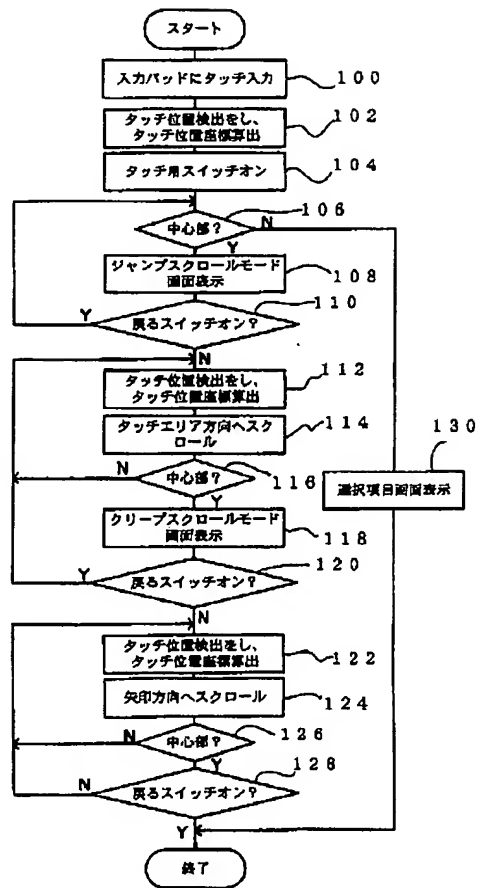 スタート
入力パッドにタッチ入力
100
タッチ位置検出をし、
タッチ位置座標算出
102
タッチ用スイッチオン
104
106
中心部?
N
Y
ジャンプスクロールモード
画面表示
108
110
Y
戻るスイッチオン?
N
タッチ位置検出をし、
タッチ位置座標算出
112
タッチエリア方向へスク
ロール
114
130
N
中心部?
116
Y
選択項目画面表示
クリープスクロールモード
画面表示
118
Y
戻るスイッチオン?
120
N
タッチ位置検出をし、
タッチ位置座標算出
122
矢印方向へスクロール
124
N
中心部?
126
Y
128
N
戻るスイッチオン?
Y
終了